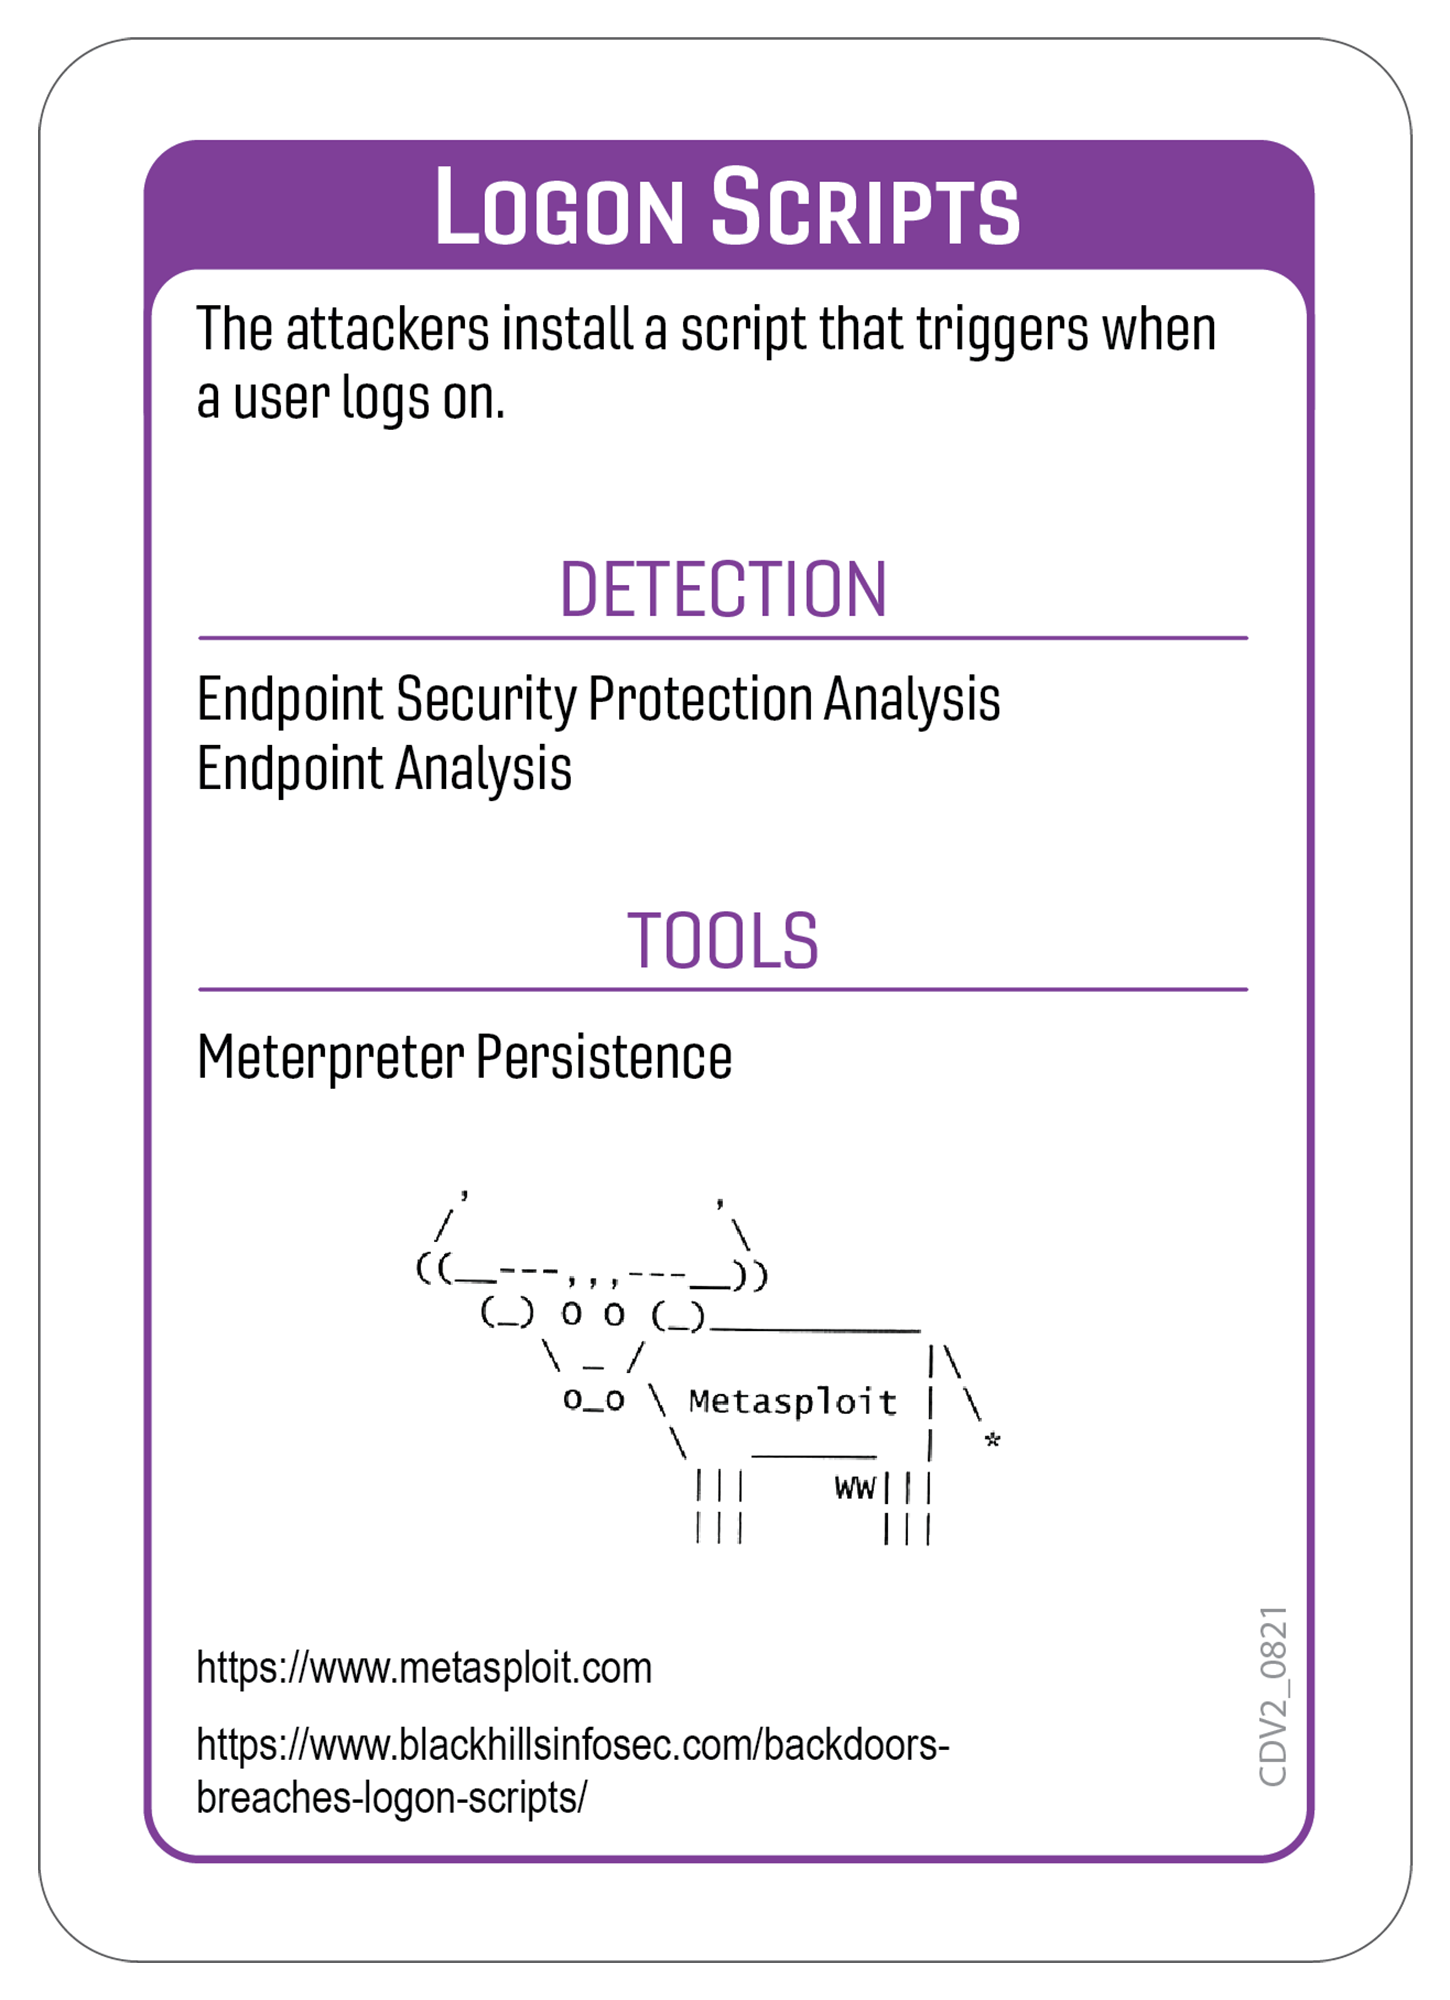 LOGON SCRIPTS
The attackers install a script that triggers when
a user logs on.
DETECTION
Endpoint Security Protection Analysis
Endpoint Analysis
TOOLS
Meterpreter Persistence
      ,            ,
     /              \
    ((__---,,,---__))
       (_) O O (_)__________
          \ _ /            |\
           o_o \ Metasploit | \
                \   ______  |  *
                 |||   WW|||
                 |||     |||
https://www.metasploit.com
https://www.blackhillsinfosec.com/backdoors-
breaches-logon-scripts/
CDV2_0821